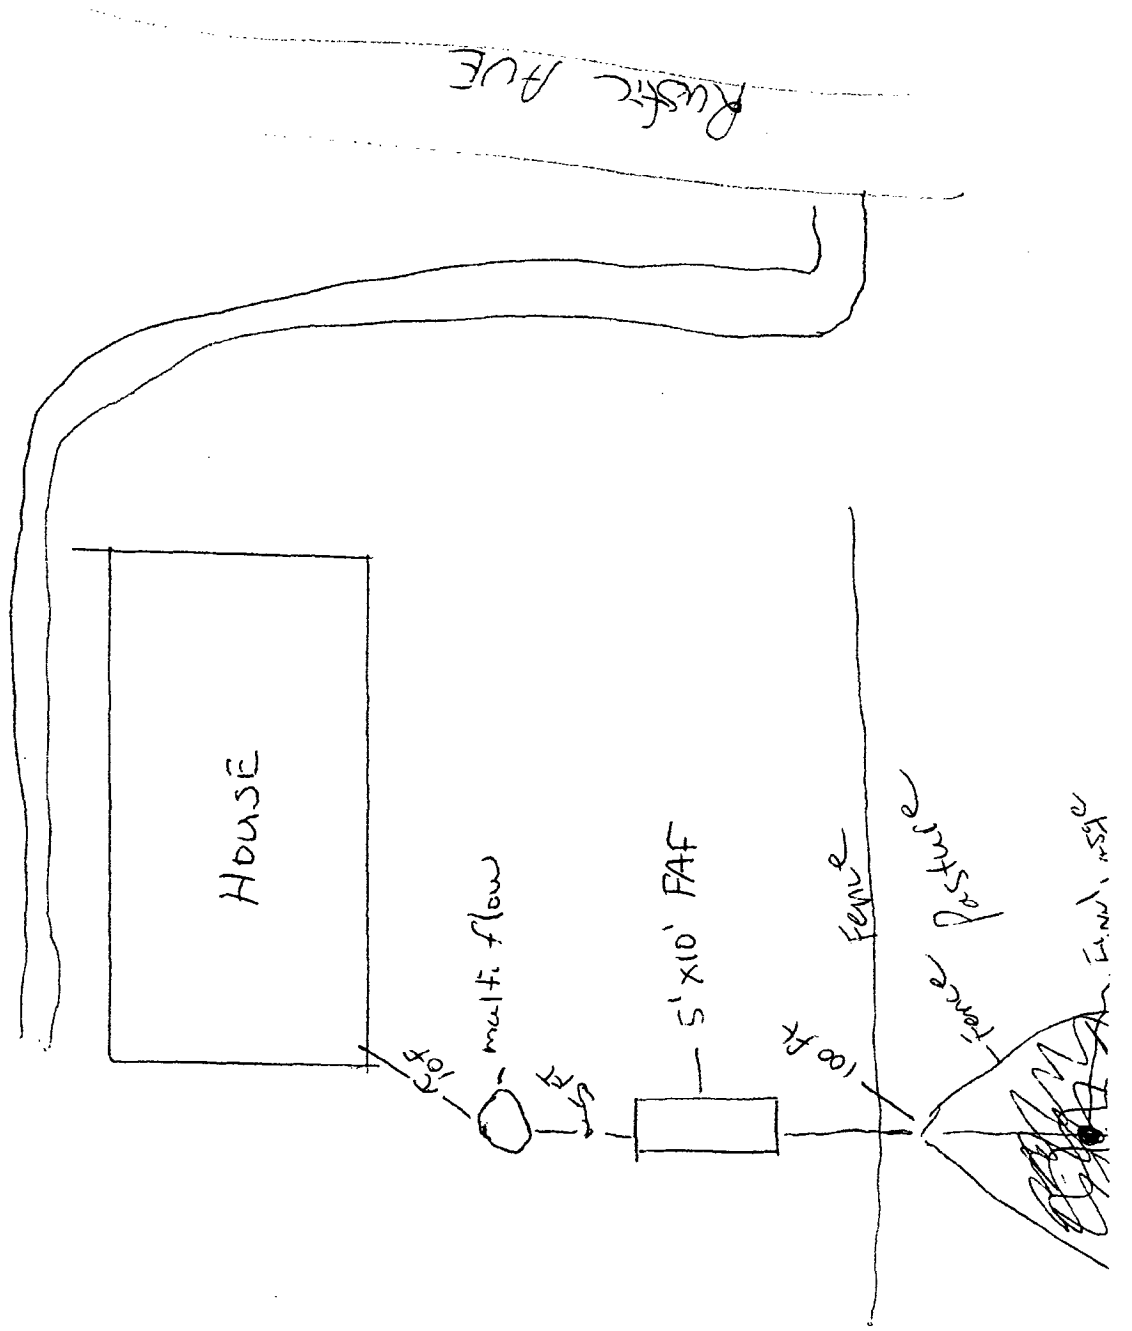 Rustic AVE
HOUSE
10 ft
multi flow
5 ft
5'x10' FAF
100 ft
Fence
Fence
Pasture